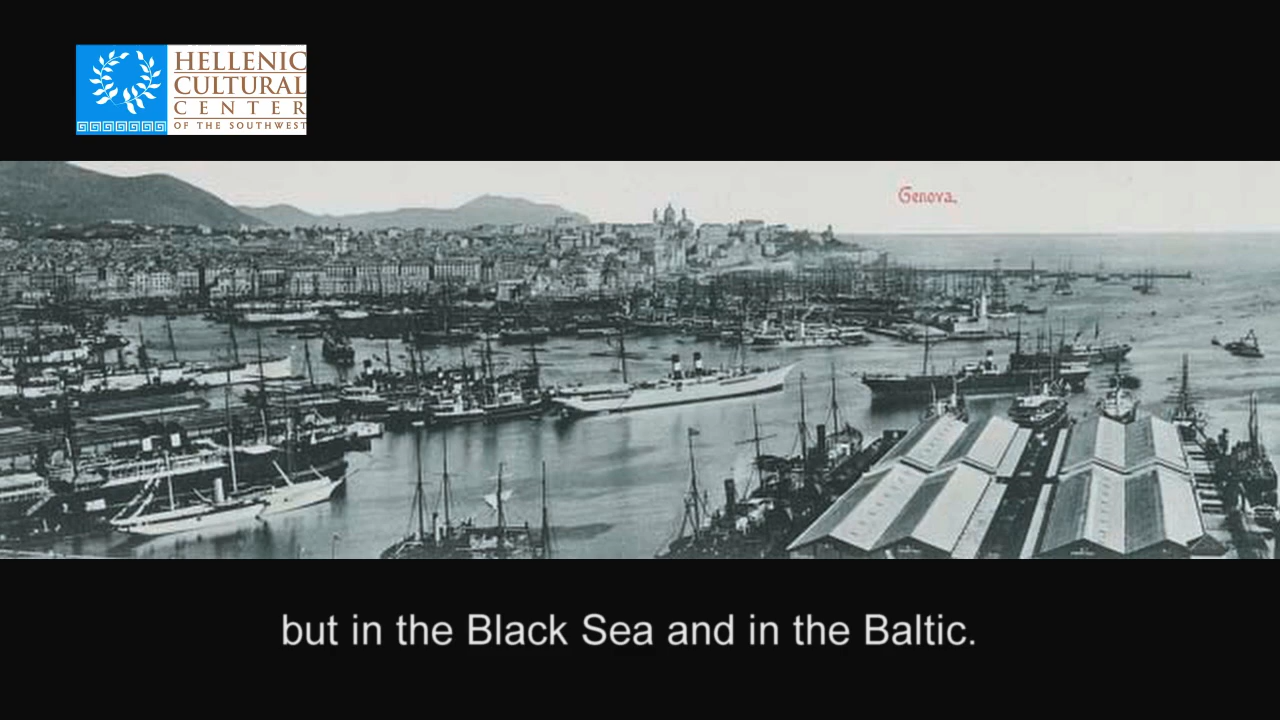 HELLENIC
CULTURAL
CENTER
OF THE SOUTHWEST
Genova.
but in the Black Sea and in the Baltic.